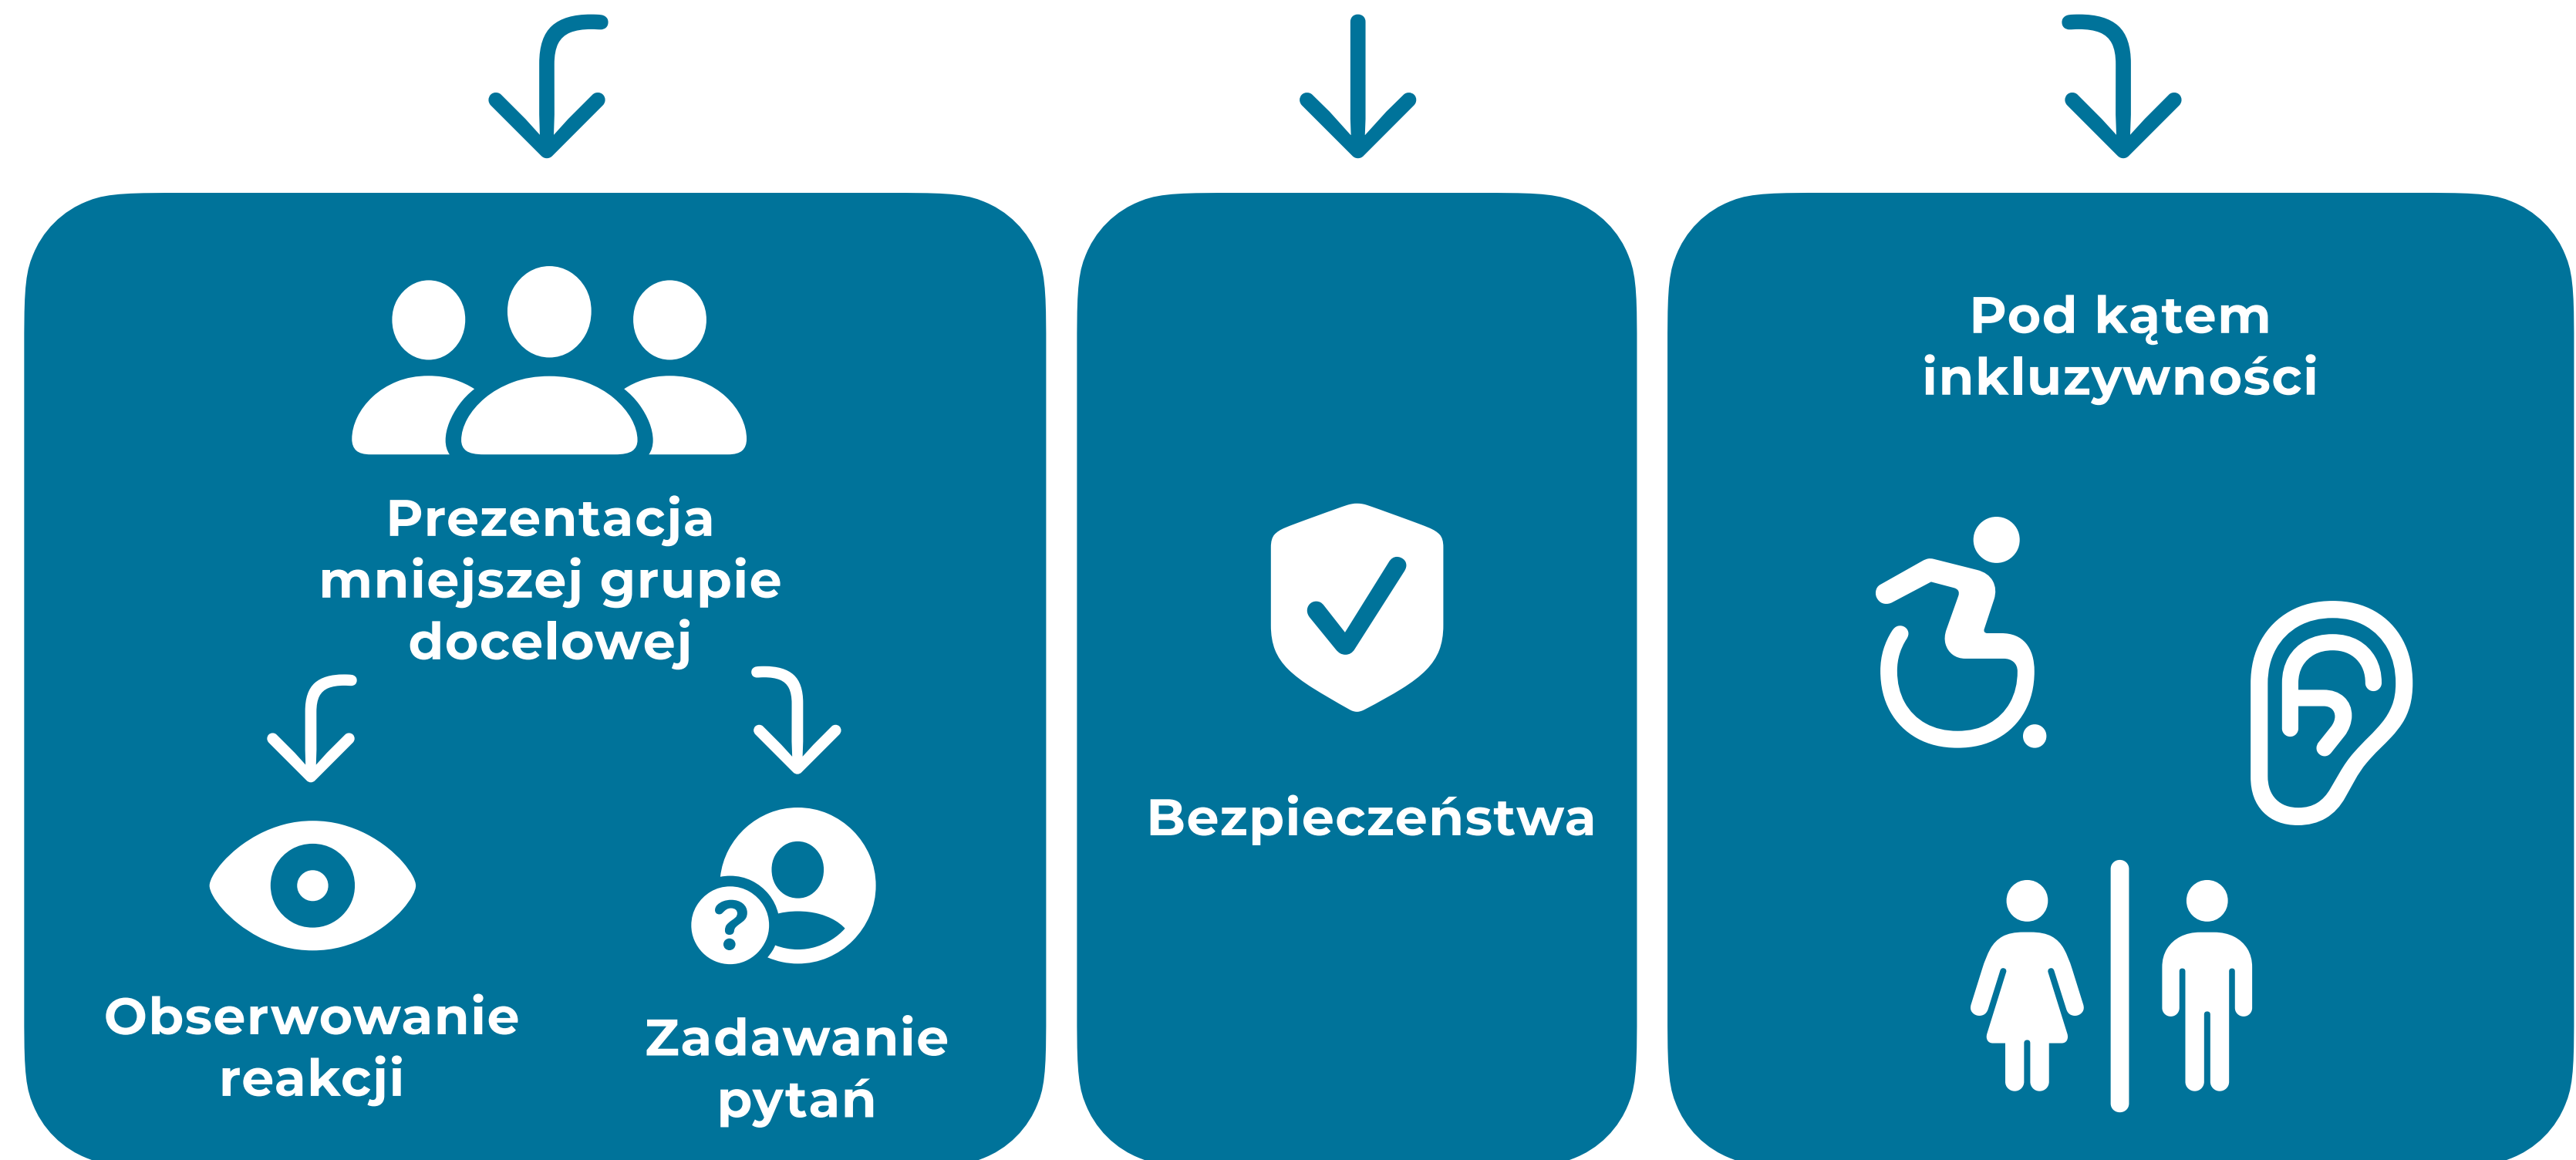 Prezentacja
mniejszej grupie
docelowej
Obserwowanie
reakcji
?
Zadawanie
pytań
Bezpieczeństwa
Pod kątem
inkluzywności